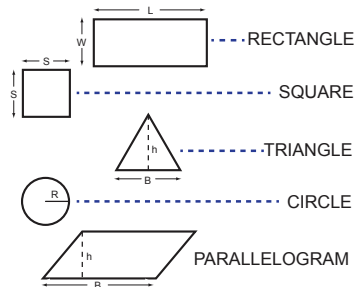 L
W
RECTANGLE
S
S
SQUARE
h
B
TRIANGLE
R
CIRCLE
h
B
PARALLELOGRAM